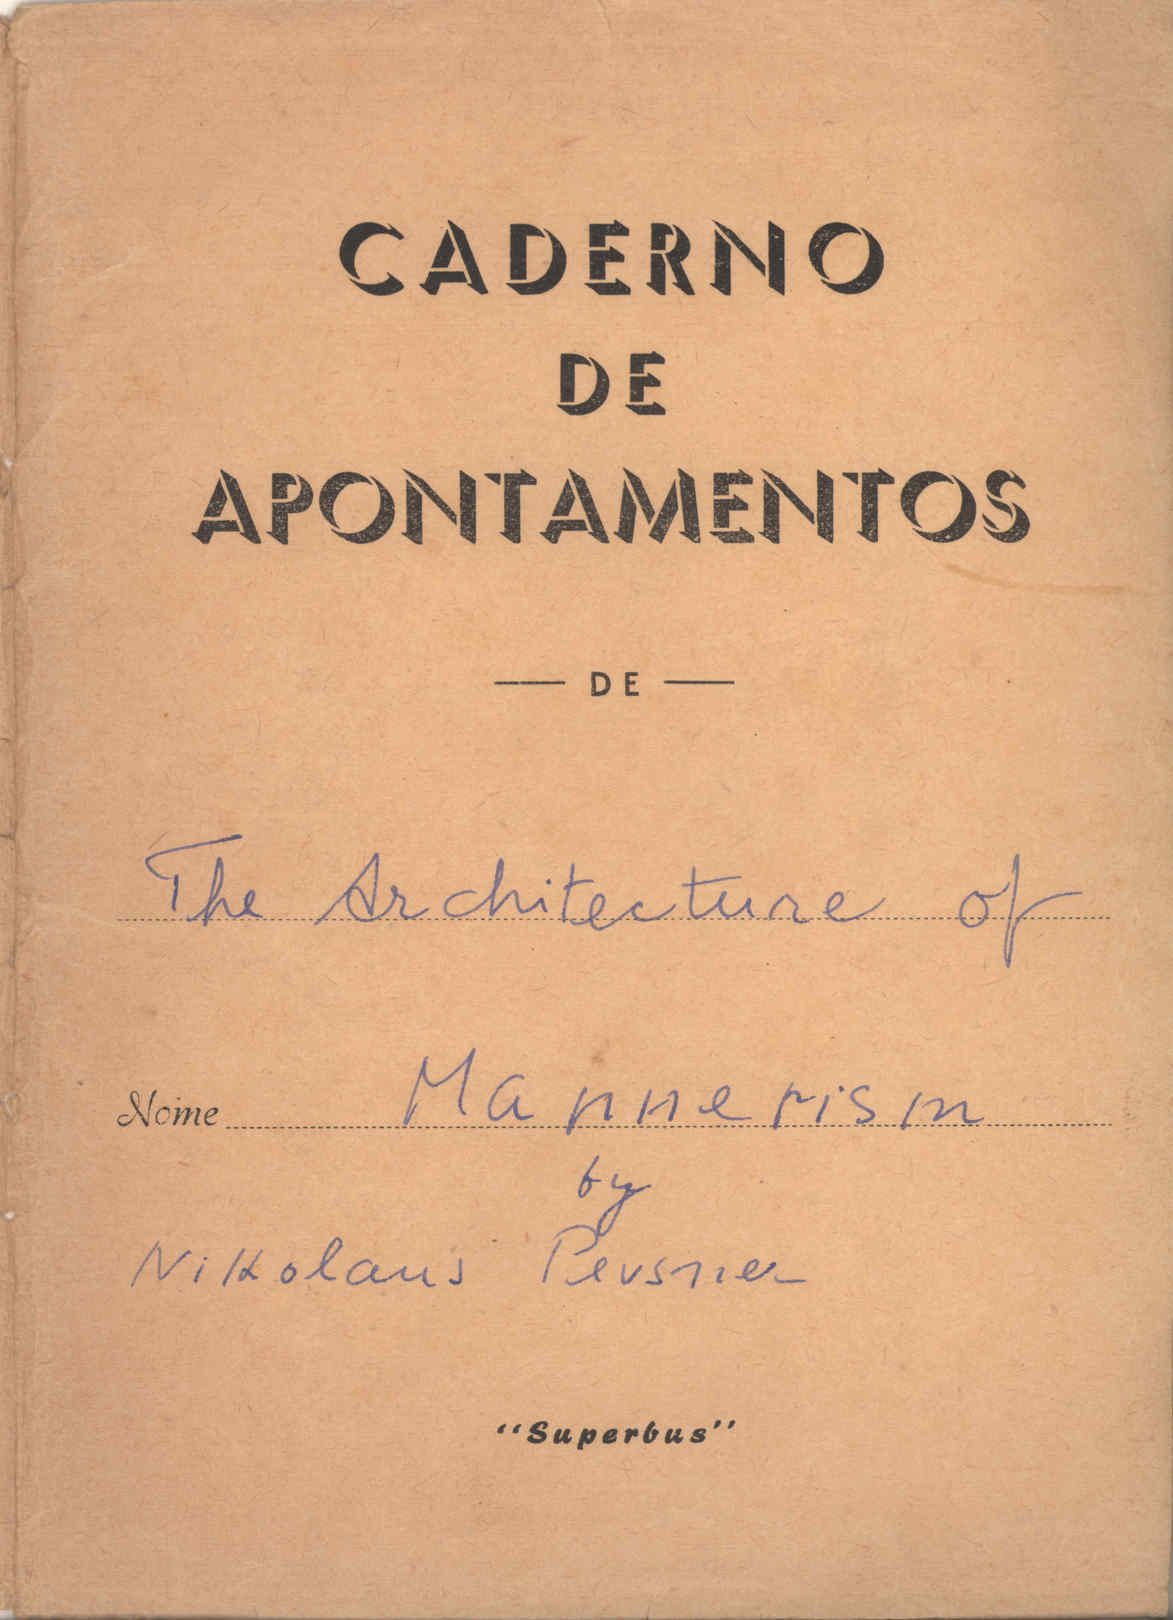 CADERNO
DE
APONTAMENTOS
— DE —
The Architecture of
Nome Mannerism
by
Nikolaus Pevsner
"Superbus"